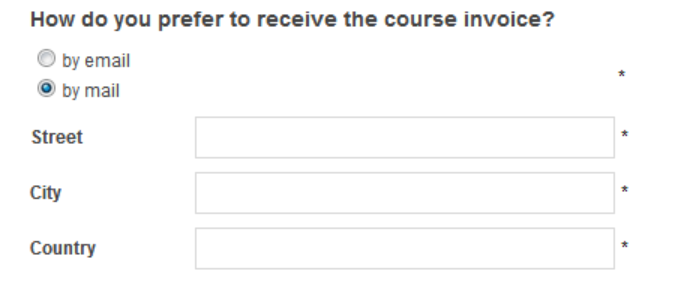 How do you prefer to receive the course invoice?
by email
*
by mail
Street *
City *
Country *